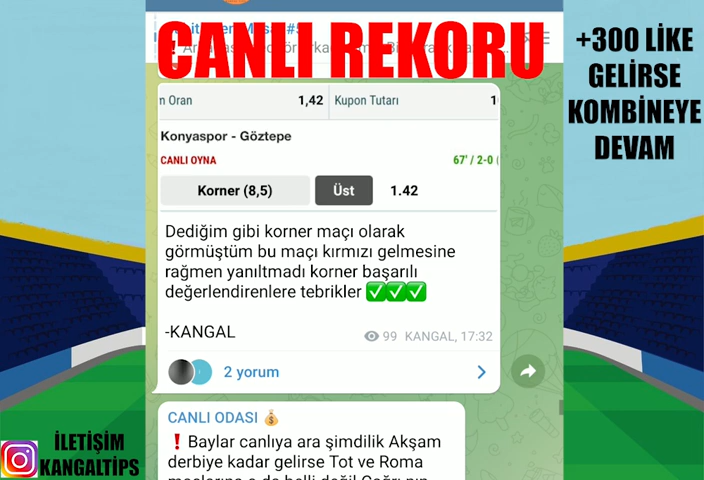 CANLI REKORU
+300 LİKE
GELİRSE
KOMBİNEYE
DEVAM
n Oran 1,42 Kupon Tutarı 1
Konyaspor - Göztepe
CANLI OYNA 67' / 2-0
Korner (8,5) Üst 1.42
Dediğim gibi korner maçı olarak
görmüştüm bu maçı kırmızı gelmesine
rağmen yanıltmadı korner başarılı
değerlendirenlere tebrikler ✅✅✅
-KANGAL
99 KANGAL, 17:32
2 yorum
CANLI ODASI 💰
❗ Baylar canlıya ara şimdilik Akşam
derbiye kadar gelirse Tot ve Roma
İLETİŞİM
KANGALTİPS